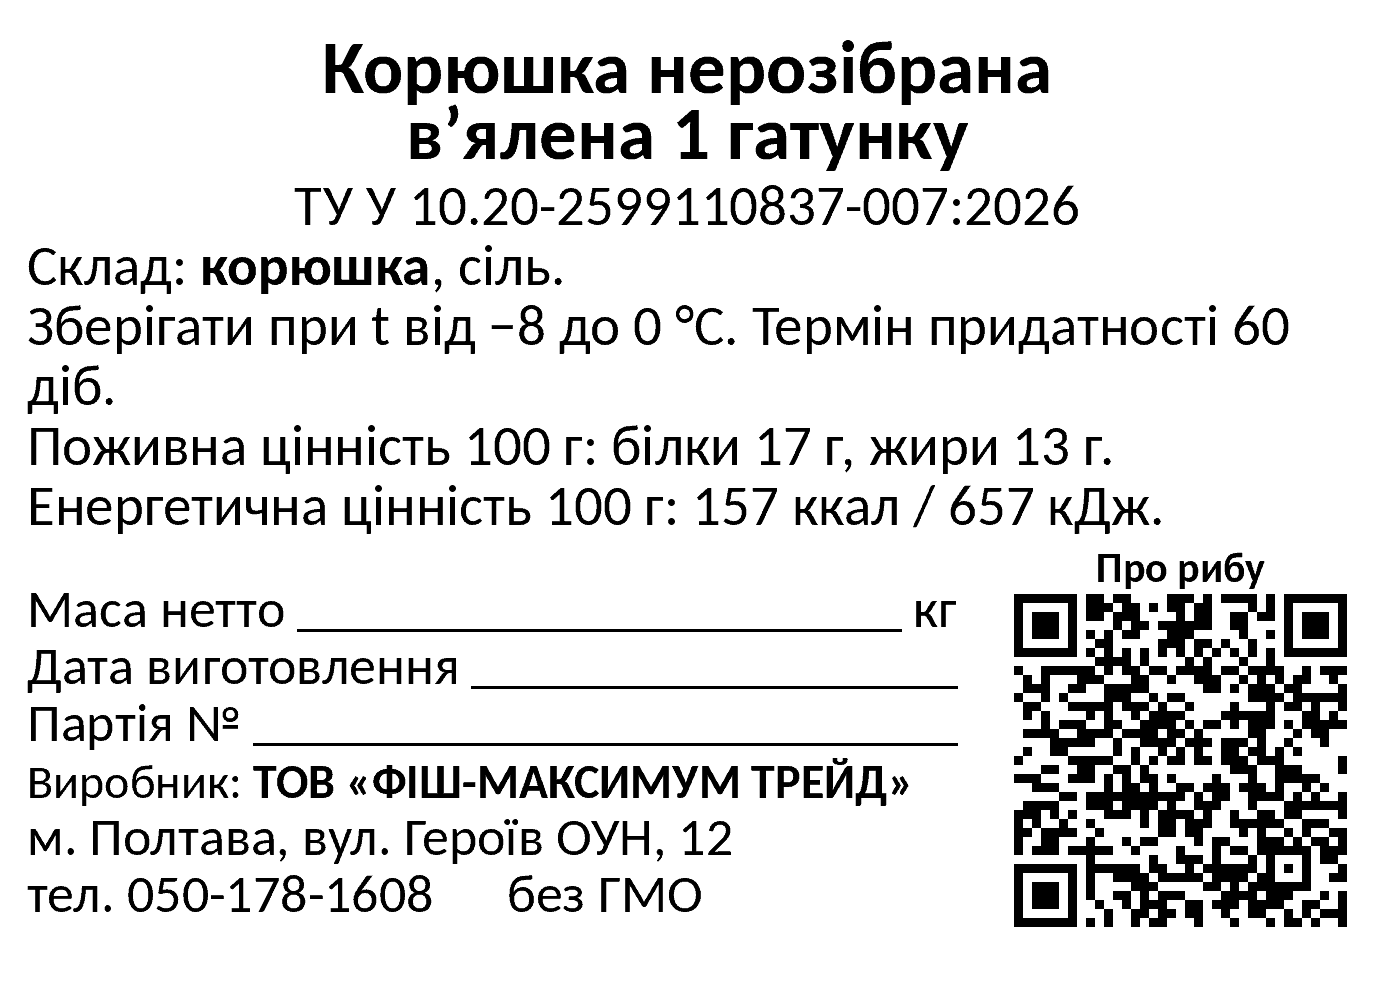 Корюшка нерозібрана
в’ялена 1 гатунку
ТУ У 10.20-2599110837-007:2026
Склад: корюшка, сіль.
Зберігати при t від −8 до 0 °С. Термін придатності 60
діб.
Поживна цінність 100 г: білки 17 г, жири 13 г.
Енергетична цінність 100 г: 157 ккал / 657 кДж.
Про рибу
Маса нетто ______________________ кг
Дата виготовлення __________________
Партія № __________________________
Виробник: ТОВ «ФІШ-МАКСИМУМ ТРЕЙД»
м. Полтава, вул. Героїв ОУН, 12
тел. 050-178-1608 без ГМО